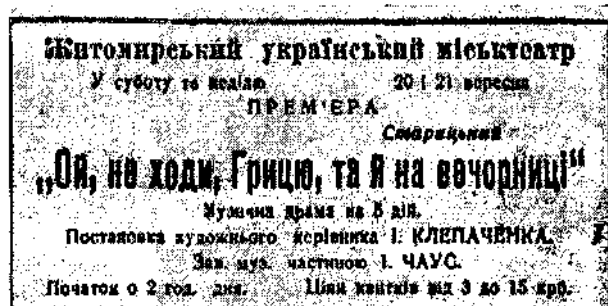 Житомирський український міськтеатр
У суботу та неділю 20 і 21 вересня
ПРЕМ'ЄРА
Старицький
„Ой, не ходи, Грицю, та й на вечорниці“
Музична драма на 5 дій.
Постановка художнього керівника І. КЛЕПАЧЕНКА.
Зав. муз. частиною І. ЧАУС.
Початок о 2 год. дня. Ціни квитків від 3 до 15 крб.